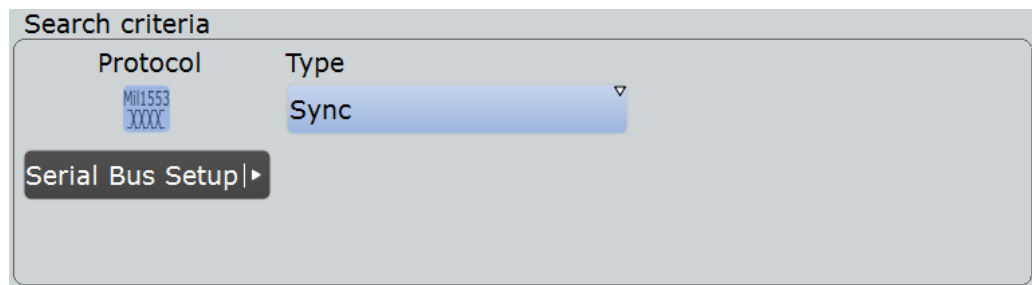 Search criteria
Protocol
Type
Mil1553
Sync
Serial Bus Setup